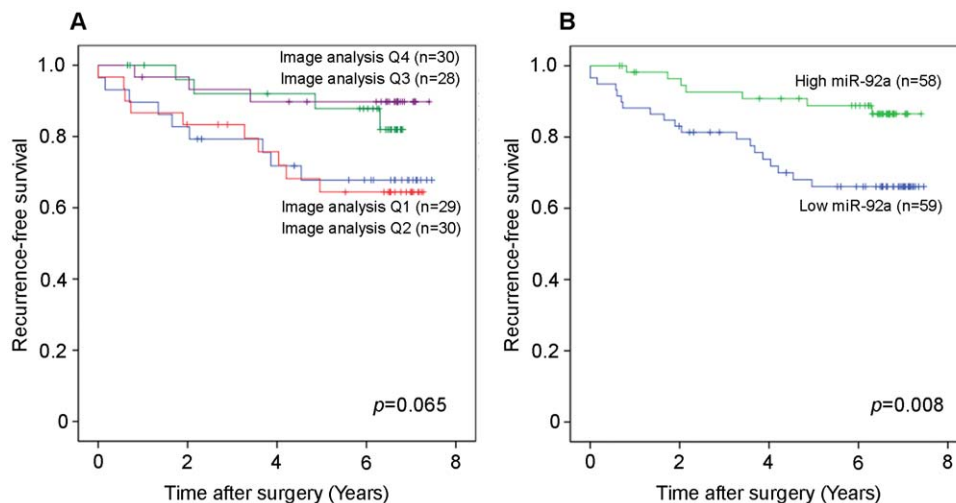 A
Image analysis Q4 (n=30)
Image analysis Q3 (n=28)
1.0
0.8
0.6
0.4
0.2
0
Recurrence-free survival
Image analysis Q1 (n=29)
Image analysis Q2 (n=30)
p=0.065
0 2 4 6 8
Time after surgery (Years)
B
High miR-92a (n=58)
1.0
0.8
0.6
0.4
0.2
0
Recurrence-free survival
Low miR-92a (n=59)
p=0.008
0 2 4 6 8
Time after surgery (Years)